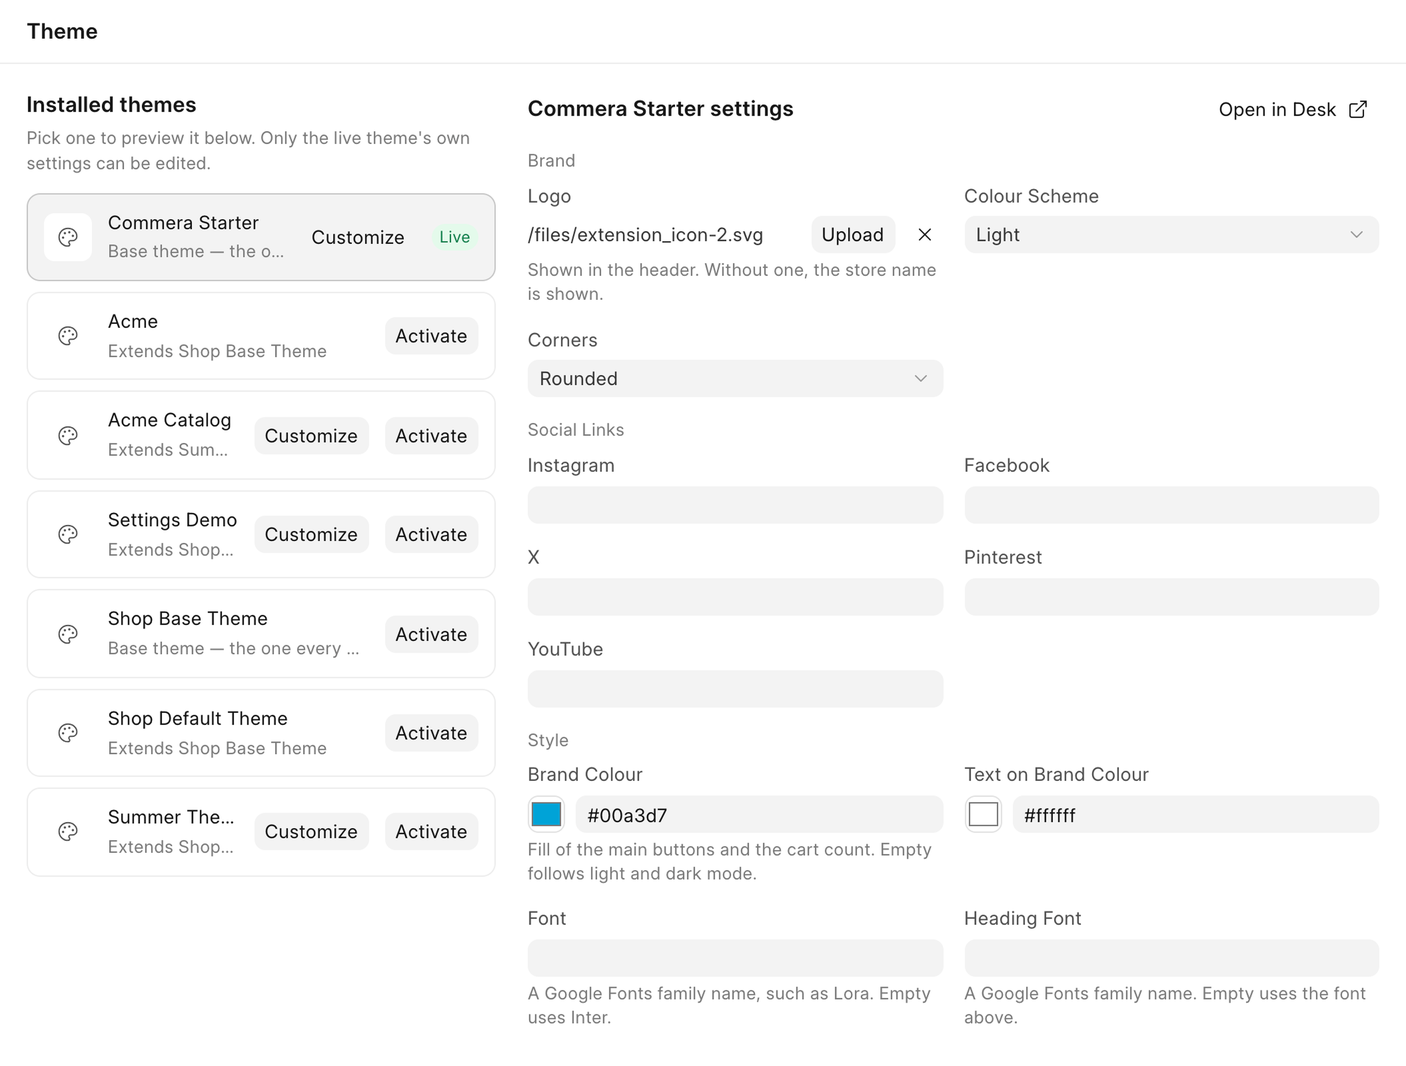 Theme
Installed themes
Pick one to preview it below. Only the live theme's own
settings can be edited.
Commera Starter
Base theme — the o...
Customize
Live
Acme
Extends Shop Base Theme
Activate
Acme Catalog
Extends Sum...
Customize
Activate
Settings Demo
Extends Shop...
Customize
Activate
Shop Base Theme
Base theme — the one every ...
Activate
Shop Default Theme
Extends Shop Base Theme
Activate
Summer The...
Extends Shop...
Customize
Activate
Commera Starter settings
Open in Desk
Brand
Logo
/files/extension_icon-2.svg
Upload
Shown in the header. Without one, the store name
is shown.
Colour Scheme
Light
Corners
Rounded
Social Links
Instagram
Facebook
X
Pinterest
YouTube
Style
Brand Colour
#00a3d7
Fill of the main buttons and the cart count. Empty
follows light and dark mode.
Text on Brand Colour
#ffffff
Font
A Google Fonts family name, such as Lora. Empty
uses Inter.
Heading Font
A Google Fonts family name. Empty uses the font
above.